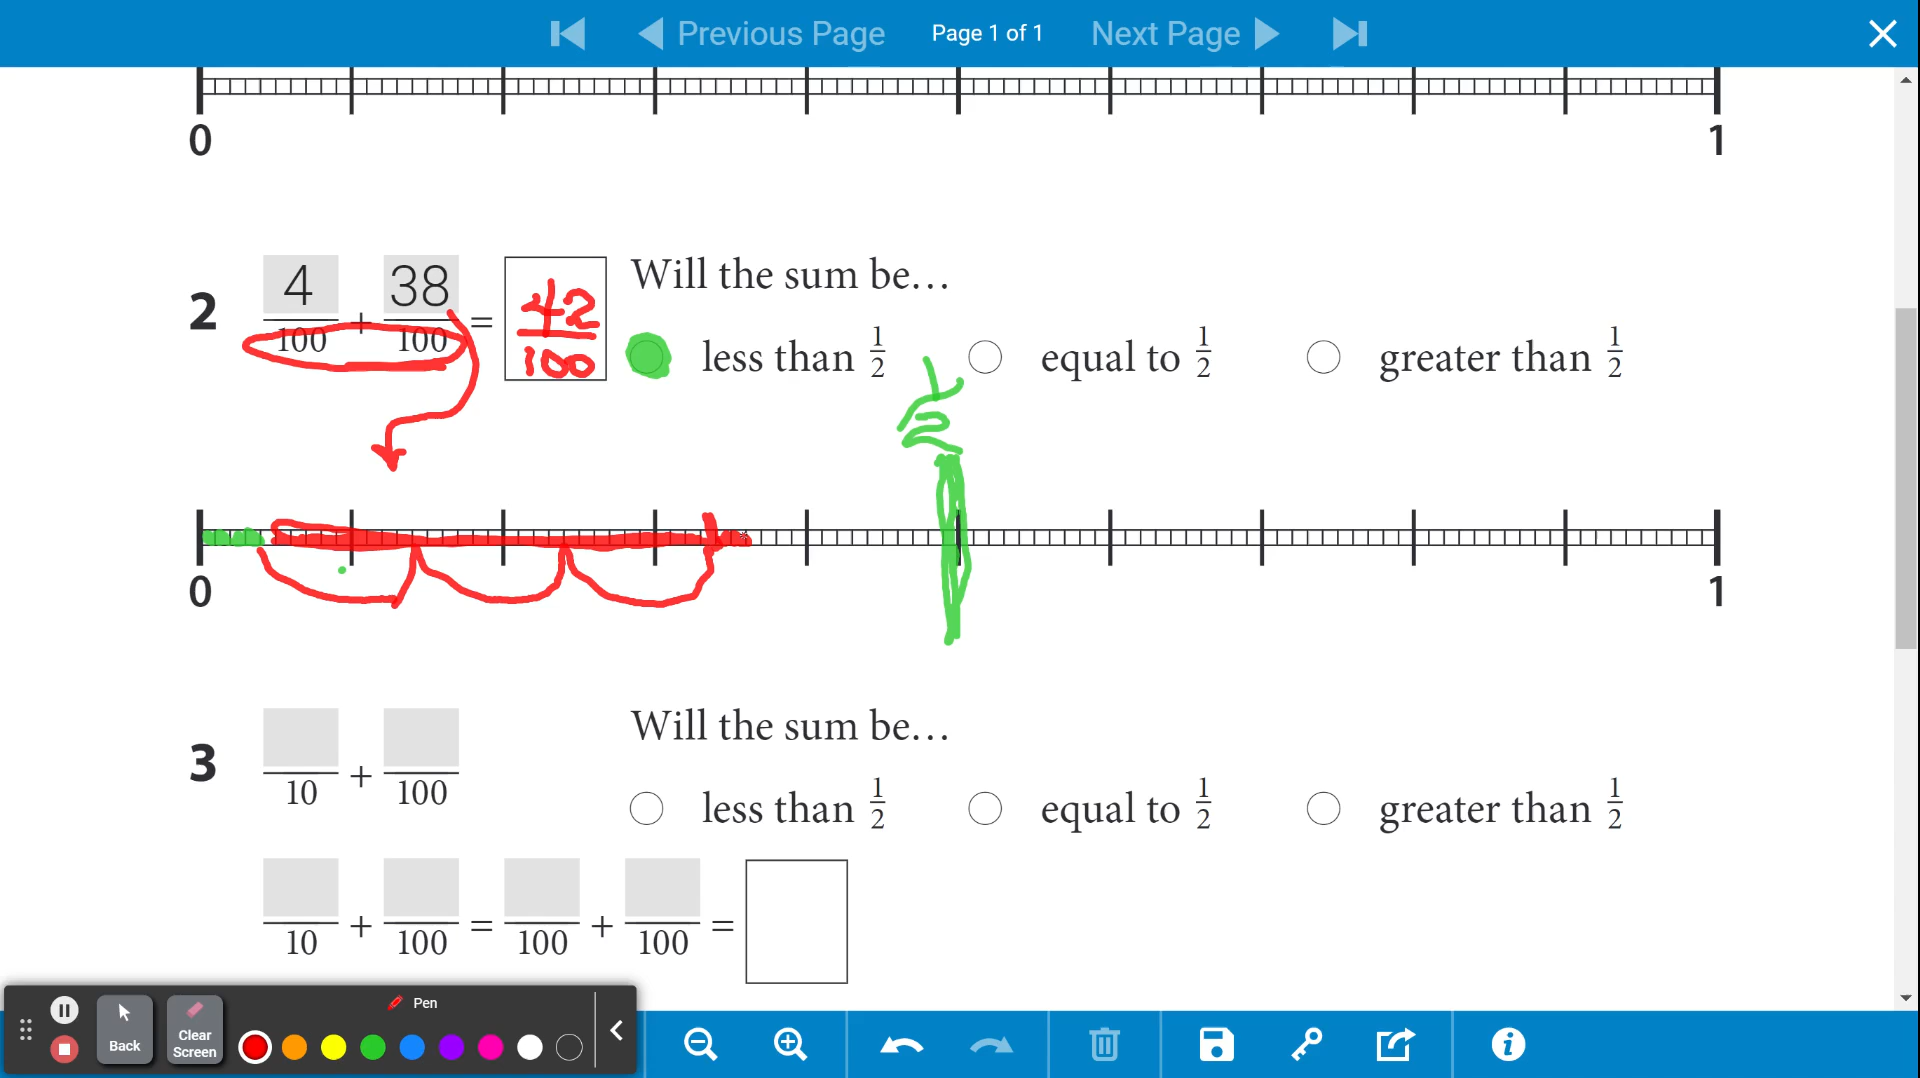 Previous Page Page 1 of 1 Next Page
0 1
2 4/100 + 38/100 = 42/100 Will the sum be...
less than 1/2 equal to 1/2 greater than 1/2
1/2
0 1
3 /10 + /100 Will the sum be...
less than 1/2 equal to 1/2 greater than 1/2
/10 + /100 = /100 + /100 =
Pen
Back
Clear Screen